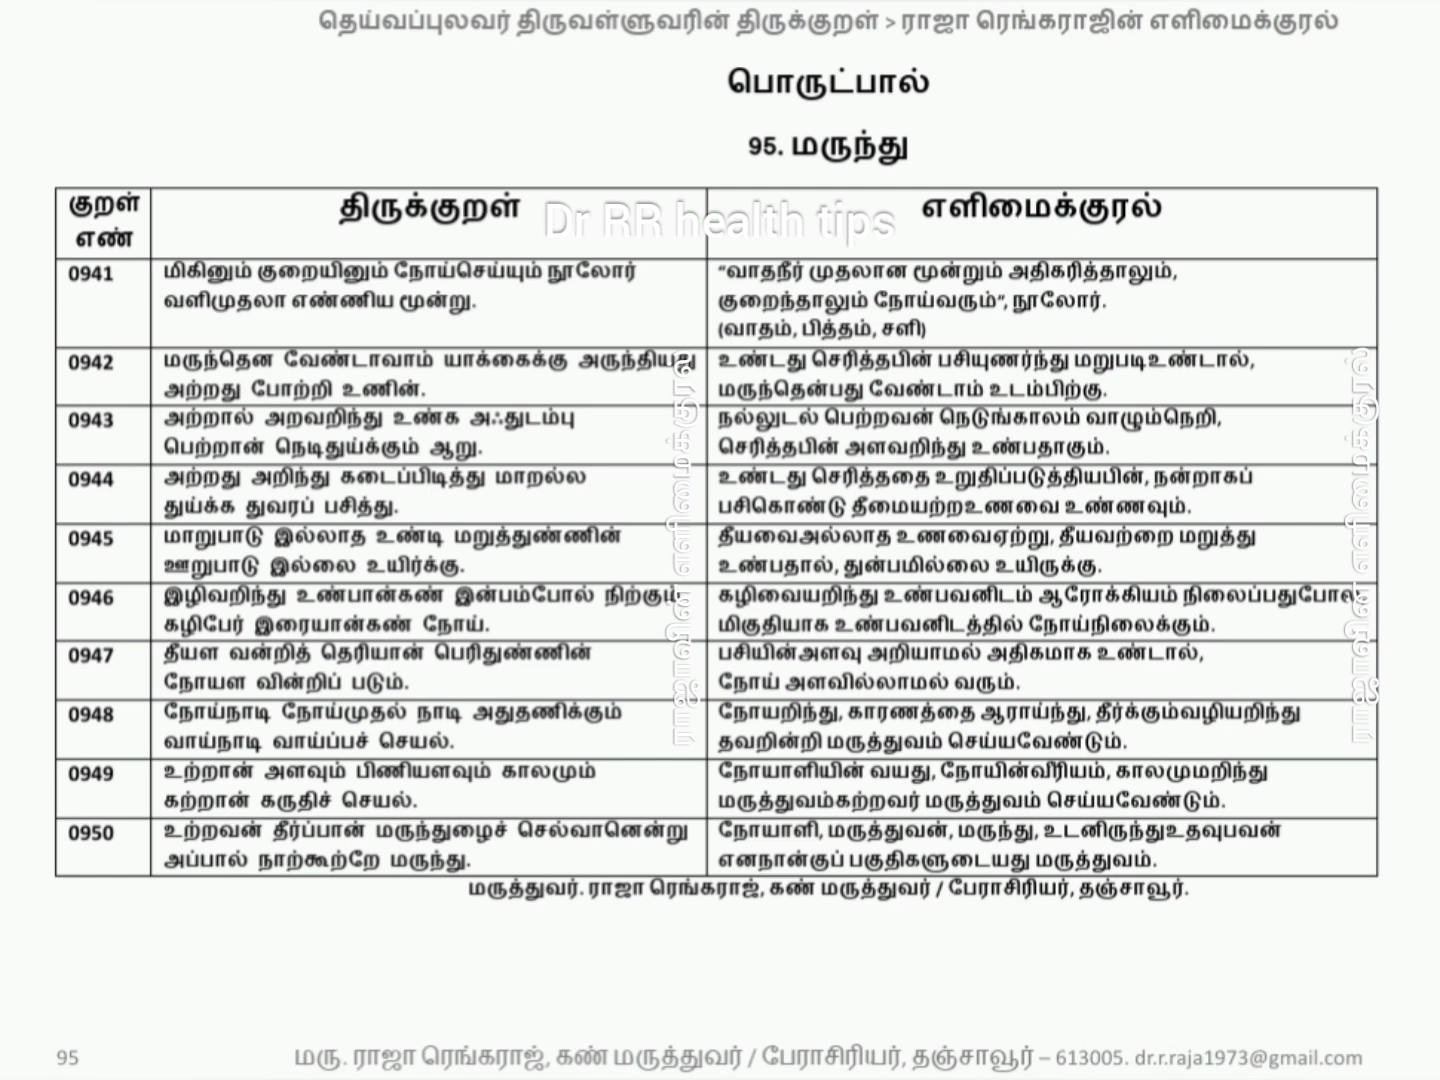 தெய்வப்புலவர் திருவள்ளுவரின் திருக்குறள் > ராஜா ரெங்கராஜின் எளிமைக்குரல்
பொருட்பால்
95. மருந்து
குறள் எண்
திருக்குறள்
எளிமைக்குரல்
Dr RR health tips
0941
மிகினும் குறையினும் நோய்செய்யும் நூலோர்
வளிமுதலா எண்ணிய மூன்று.
“வாதநீர் முதலான மூன்றும் அதிகரித்தாலும்,
குறைந்தாலும் நோய்வரும்”, நூலோர்.
(வாதம், பித்தம், சளி)
0942
மருந்தென வேண்டாவாம் யாக்கைக்கு அருந்தியது
அற்றது போற்றி உணின்.
உண்டது செரித்தபின் பசியுணர்ந்து மறுபடிஉண்டால்,
மருந்தென்பது வேண்டாம் உடம்பிற்கு.
0943
அற்றால் அறவறிந்து உண்க அஃதுடம்பு
பெற்றான் நெடிதுய்க்கும் ஆறு.
நல்லுடல் பெற்றவன் நெடுங்காலம் வாழும்நெறி,
செரித்தபின் அளவறிந்து உண்பதாகும்.
0944
அற்றது அறிந்து கடைப்பிடித்து மாறல்ல
துய்க்க துவரப் பசித்து.
உண்டது செரித்ததை உறுதிப்படுத்தியபின், நன்றாகப்
பசிகொண்டு தீமையற்றஉணவை உண்ணவும்.
0945
மாறுபாடு இல்லாத உண்டி மறுத்துண்ணின்
ஊறுபாடு இல்லை உயிர்க்கு.
தீயவைஅல்லாத உணவைஏற்று, தீயவற்றை மறுத்து
உண்பதால், துன்பமில்லை உயிருக்கு.
0946
இழிவறிந்து உண்பான்கண் இன்பம்போல் நிற்கும்
கழிபேர் இரையான்கண் நோய்.
கழிவையறிந்து உண்பவனிடம் ஆரோக்கியம் நிலைப்பதுபோல
மிகுதியாக உண்பவனிடத்தில் நோய்நிலைக்கும்.
0947
தீயள வன்றித் தெரியான் பெரிதுண்ணின்
நோயள வின்றிப் படும்.
பசியின்அளவு அறியாமல் அதிகமாக உண்டால்,
நோய் அளவில்லாமல் வரும்.
0948
நோய்நாடி நோய்முதல் நாடி அதுதணிக்கும்
வாய்நாடி வாய்ப்பச் செயல்.
நோயறிந்து, காரணத்தை ஆராய்ந்து, தீர்க்கும்வழியறிந்து
தவறின்றி மருத்துவம் செய்யவேண்டும்.
0949
உற்றான் அளவும் பிணியளவும் காலமும்
கற்றான் கருதிச் செயல்.
நோயாளியின் வயது, நோயின்வீரியம், காலமுமறிந்து
மருத்துவம்கற்றவர் மருத்துவம் செய்யவேண்டும்.
0950
உற்றவன் தீர்ப்பான் மருந்துழைச் செல்வானென்று
அப்பால் நாற்கூற்றே மருந்து.
நோயாளி, மருத்துவன், மருந்து, உடனிருந்துஉதவுபவன்
எனநான்குப் பகுதிகளுடையது மருத்துவம்.
ராஜாவின் எளிமைக்குரல்
ராஜாவின் எளிமைக்குரல்
மருத்துவர். ராஜா ரெங்கராஜ், கண் மருத்துவர் / பேராசிரியர், தஞ்சாவூர்.
95
மரு. ராஜா ரெங்கராஜ், கண் மருத்துவர் / பேராசிரியர், தஞ்சாவூர் – 613005. dr.r.raja1973@gmail.com